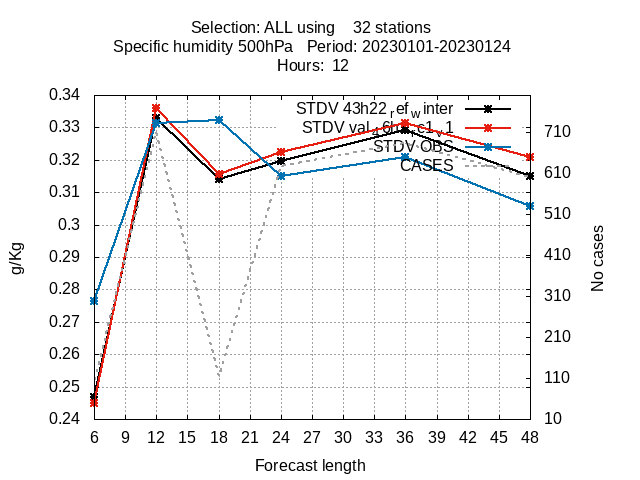 Selection: ALL using    32 stations
Specific humidity 500hPa   Period: 20230101-20230124
Hours:  12
0.34
0.33
0.32
0.31
0.3
0.29
0.28
0.27
0.26
0.25
0.24
g/Kg
STDV 43h22_ref_winter
STDV OBS
CASES
710
610
510
410
310
210
110
10
No cases
6 9 12 15 18 21 24 27 30 33 36 39 42 45 48
Forecast length